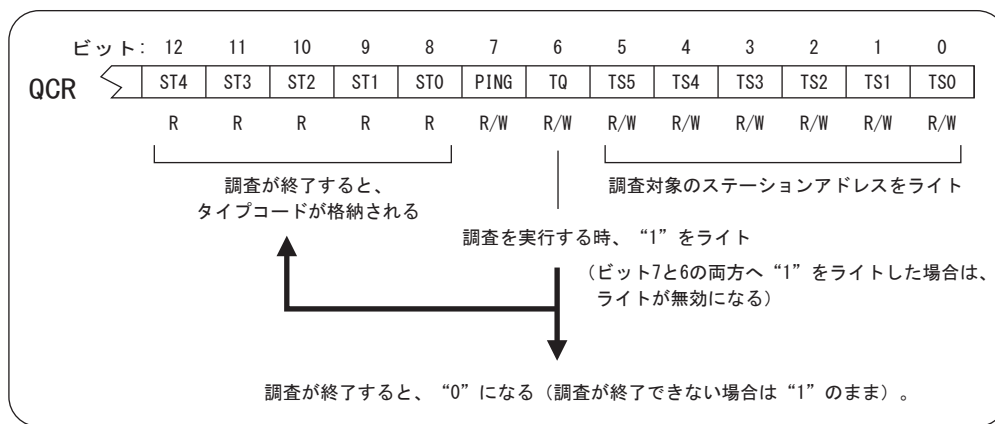 ビット: 12 11 10 9 8 7 6 5 4 3 2 1 0
QCR ST4 ST3 ST2 ST1 ST0 PING TQ TS5 TS4 TS3 TS2 TS1 TS0
R R R R R R/W R/W R/W R/W R/W R/W R/W R/W
調査が終了すると、
タイプコードが格納される
調査対象のステーションアドレスをライト
調査を実行する時、“1”をライト
(ビット7と6の両方へ“1”をライトした場合は、
ライトが無効になる)
調査が終了すると、“0”になる(調査が終了できない場合は“1”のまま)。